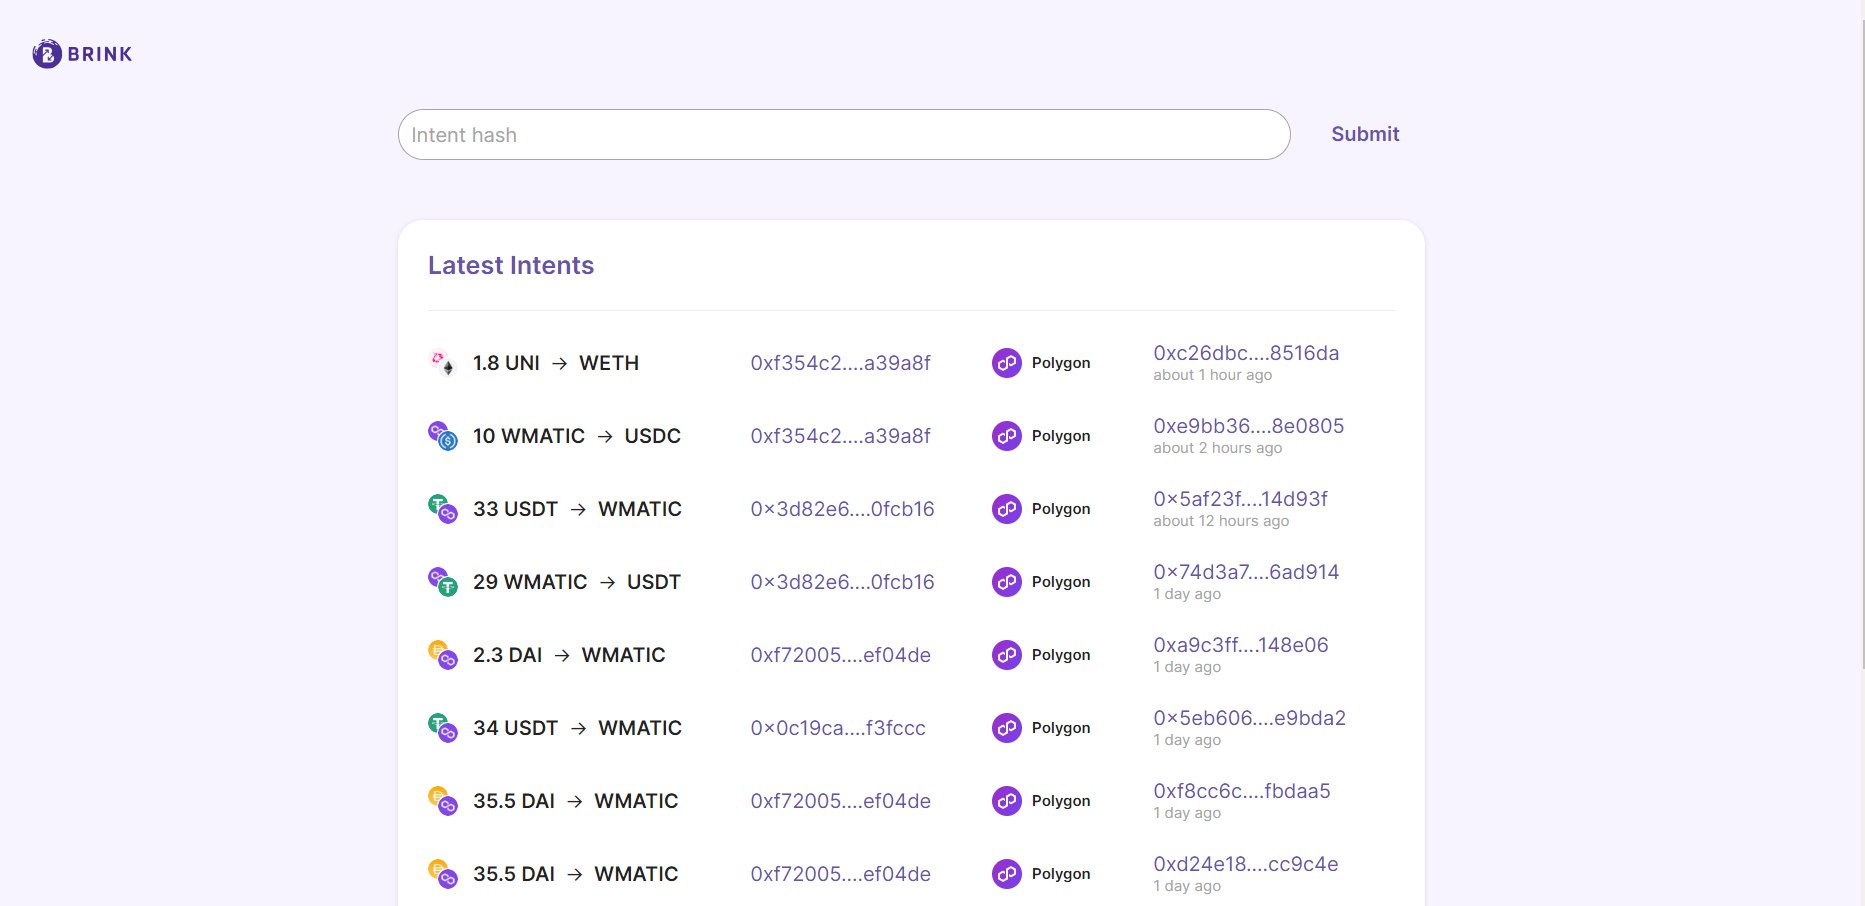 BRINK
Intent hash
Submit
Latest Intents
1.8 UNI → WETH 0xf354c2....a39a8f Polygon 0xc26dbc....8516da
about 1 hour ago
10 WMATIC → USDC 0xf354c2....a39a8f Polygon 0xe9bb36....8e0805
about 2 hours ago
33 USDT → WMATIC 0x3d82e6....0fcb16 Polygon 0x5af23f....14d93f
about 12 hours ago
29 WMATIC → USDT 0x3d82e6....0fcb16 Polygon 0x74d3a7....6ad914
1 day ago
2.3 DAI → WMATIC 0xf72005....ef04de Polygon 0xa9c3ff....148e06
1 day ago
34 USDT → WMATIC 0x0c19ca....f3fccc Polygon 0x5eb606....e9bda2
1 day ago
35.5 DAI → WMATIC 0xf72005....ef04de Polygon 0xf8cc6c....fbdaa5
1 day ago
35.5 DAI → WMATIC 0xf72005....ef04de Polygon 0xd24e18....cc9c4e
1 day ago